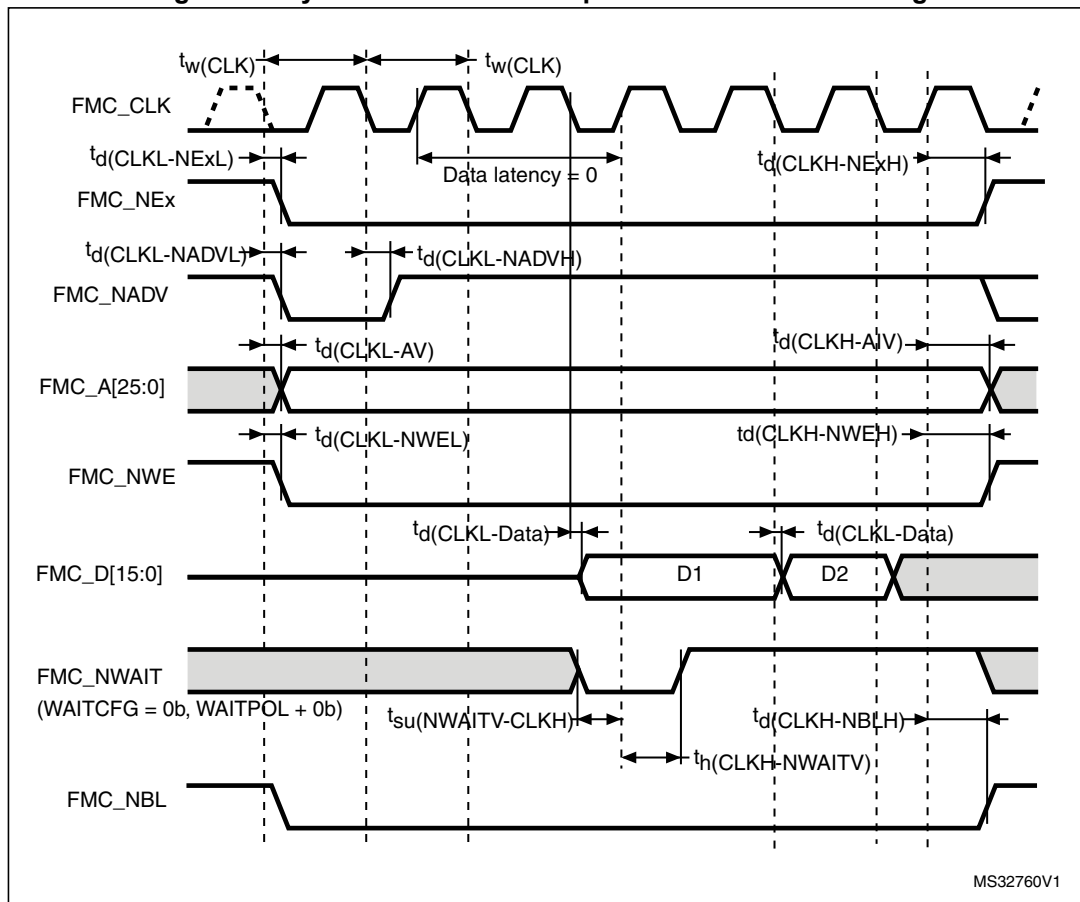 tw(CLK)
tw(CLK)
FMC_CLK
td(CLKL-NExL)
Data latency = 0
td(CLKH-NExH)
FMC_NEx
td(CLKL-NADVL)
td(CLKL-NADVH)
FMC_NADV
td(CLKL-AV)
td(CLKH-AIV)
FMC_A[25:0]
td(CLKL-NWEL)
td(CLKH-NWEH)
FMC_NWE
td(CLKL-Data)
td(CLKL-Data)
FMC_D[15:0]
D1
D2
FMC_NWAIT
(WAITCFG = 0b, WAITPOL + 0b)
tsu(NWAITV-CLKH)
td(CLKH-NBLH)
th(CLKH-NWAITV)
FMC_NBL
MS32760V1